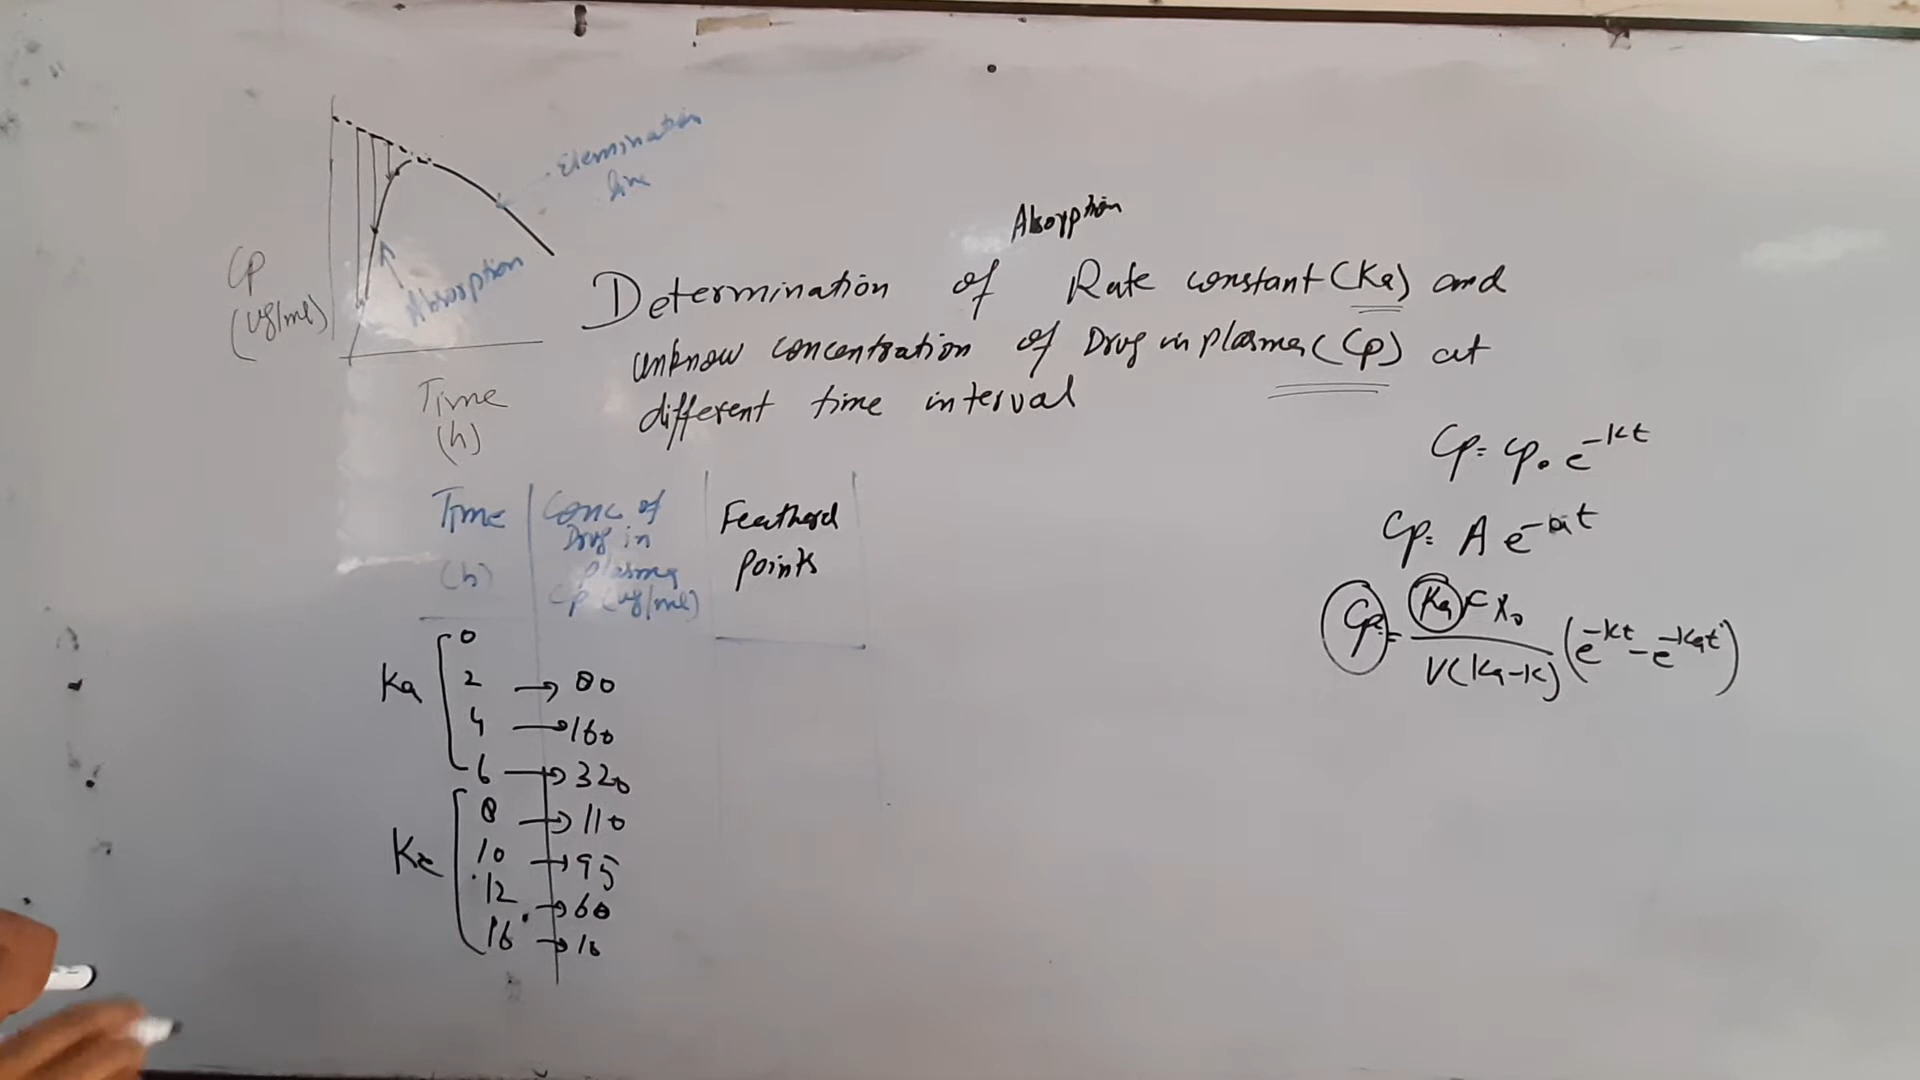 Elemination
line
Absorption
Cp
(ug/ml)
Absorption
Time
(h)
Determination of Rate constant (Ka) and
unknow concentration of Drug in plasma (Cp) at
different time interval
Cp = Cp₀ e^-kt
Cp = A e^-at
Cp = Ka F X₀ / V(Ka-K) (e^-kt - e^-kat)
Time
(h)
Conc of
Drug in
plasma
Cp (ug/ml)
Featherd
Points
Ka
0
2 → 80
4 → 160
6 → 320
KE
8 → 110
10 → 95
12 → 60
16 → 10